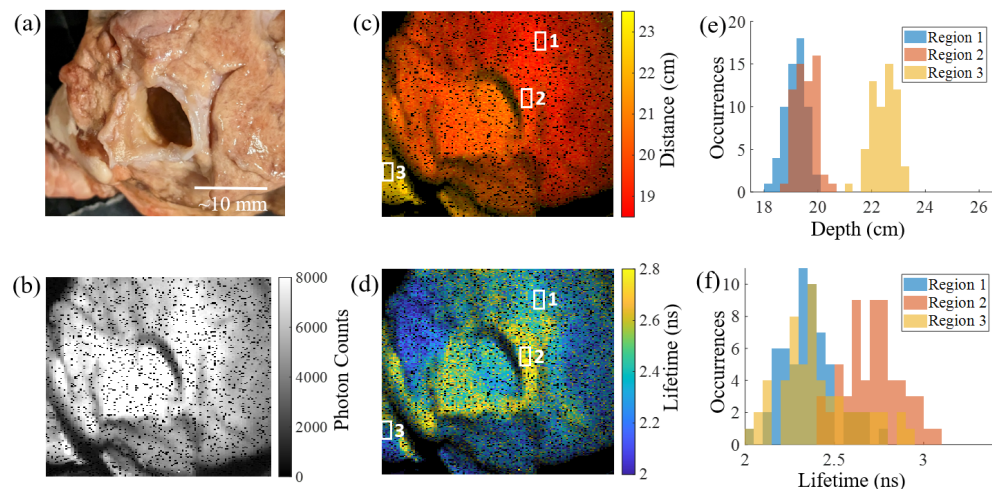 (a)
~10 mm
(b)
8000
6000
4000
2000
0
Photon Counts
(c)
1
2
3
23
22
21
20
19
Distance (cm)
(d)
1
2
3
2.8
2.6
2.4
2.2
2
Lifetime (ns)
(e)
20
15
10
5
0
Occurrences
Region 1
Region 2
Region 3
18 20 22 24 26
Depth (cm)
(f)
10
8
6
4
2
0
Occurrences
Region 1
Region 2
Region 3
2 2.5 3
Lifetime (ns)